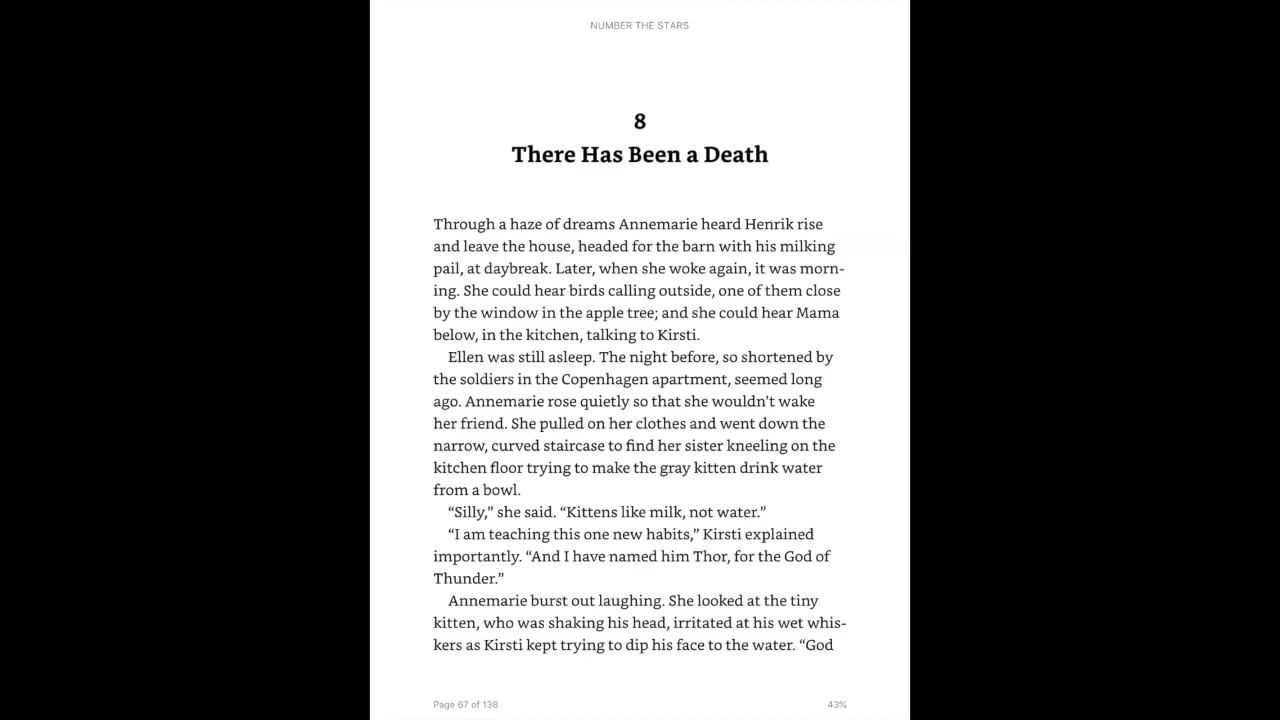 NUMBER THE STARS
8
There Has Been a Death
Through a haze of dreams Annemarie heard Henrik rise
and leave the house, headed for the barn with his milking
pail, at daybreak. Later, when she woke again, it was morn-
ing. She could hear birds calling outside, one of them close
by the window in the apple tree; and she could hear Mama
below, in the kitchen, talking to Kirsti.
Ellen was still asleep. The night before, so shortened by
the soldiers in the Copenhagen apartment, seemed long
ago. Annemarie rose quietly so that she wouldn’t wake
her friend. She pulled on her clothes and went down the
narrow, curved staircase to find her sister kneeling on the
kitchen floor trying to make the gray kitten drink water
from a bowl.
“Silly,” she said. “Kittens like milk, not water.”
“I am teaching this one new habits,” Kirsti explained
importantly. “And I have named him Thor, for the God of
Thunder.”
Annemarie burst out laughing. She looked at the tiny
kitten, who was shaking his head, irritated at his wet whis-
kers as Kirsti kept trying to dip his face to the water. “God
Page 67 of 138
43%